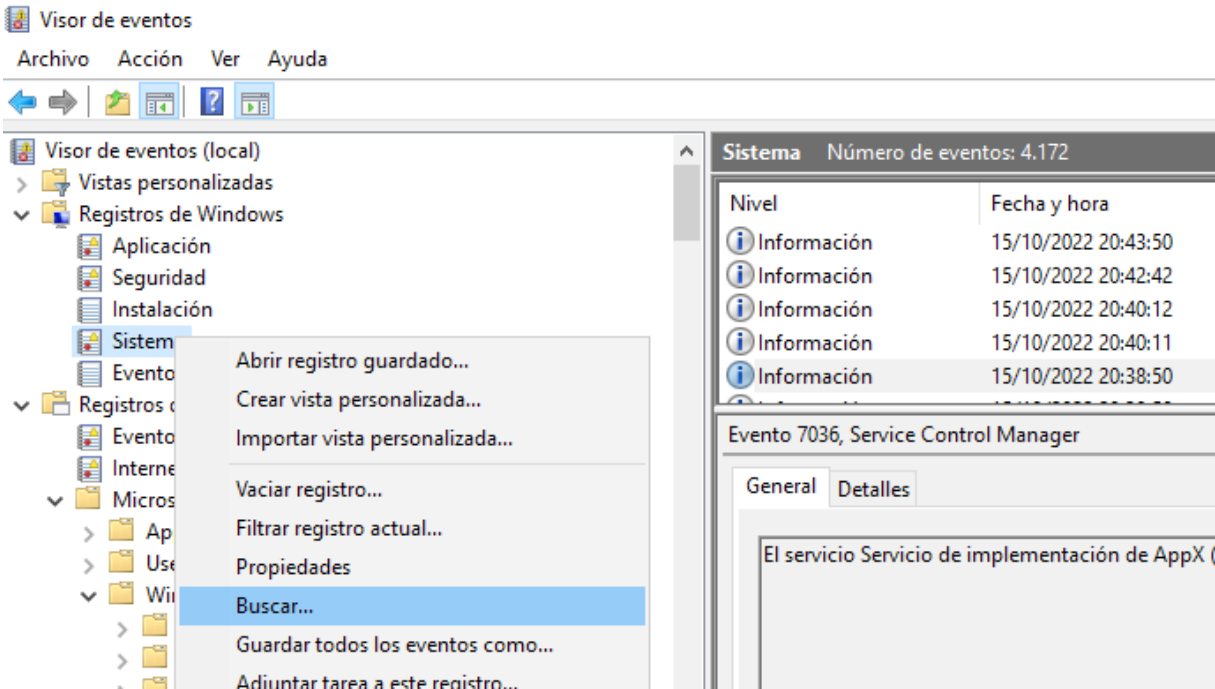 Visor de eventos
Archivo Acción Ver Ayuda
Visor de eventos (local)
Vistas personalizadas
Registros de Windows
Aplicación
Seguridad
Instalación
Sistem
Evento
Registros
Evento
Interne
Micros
Ap
Use
Wi
Abrir registro guardado...
Crear vista personalizada...
Importar vista personalizada...
Vaciar registro...
Filtrar registro actual...
Propiedades
Buscar...
Guardar todos los eventos como...
Adjuntar tarea a este registro...
Sistema Número de eventos: 4.172
Nivel Fecha y hora
Información 15/10/2022 20:43:50
Información 15/10/2022 20:42:42
Información 15/10/2022 20:40:12
Información 15/10/2022 20:40:11
Información 15/10/2022 20:38:50
Evento 7036, Service Control Manager
General Detalles
El servicio Servicio de implementación de AppX (